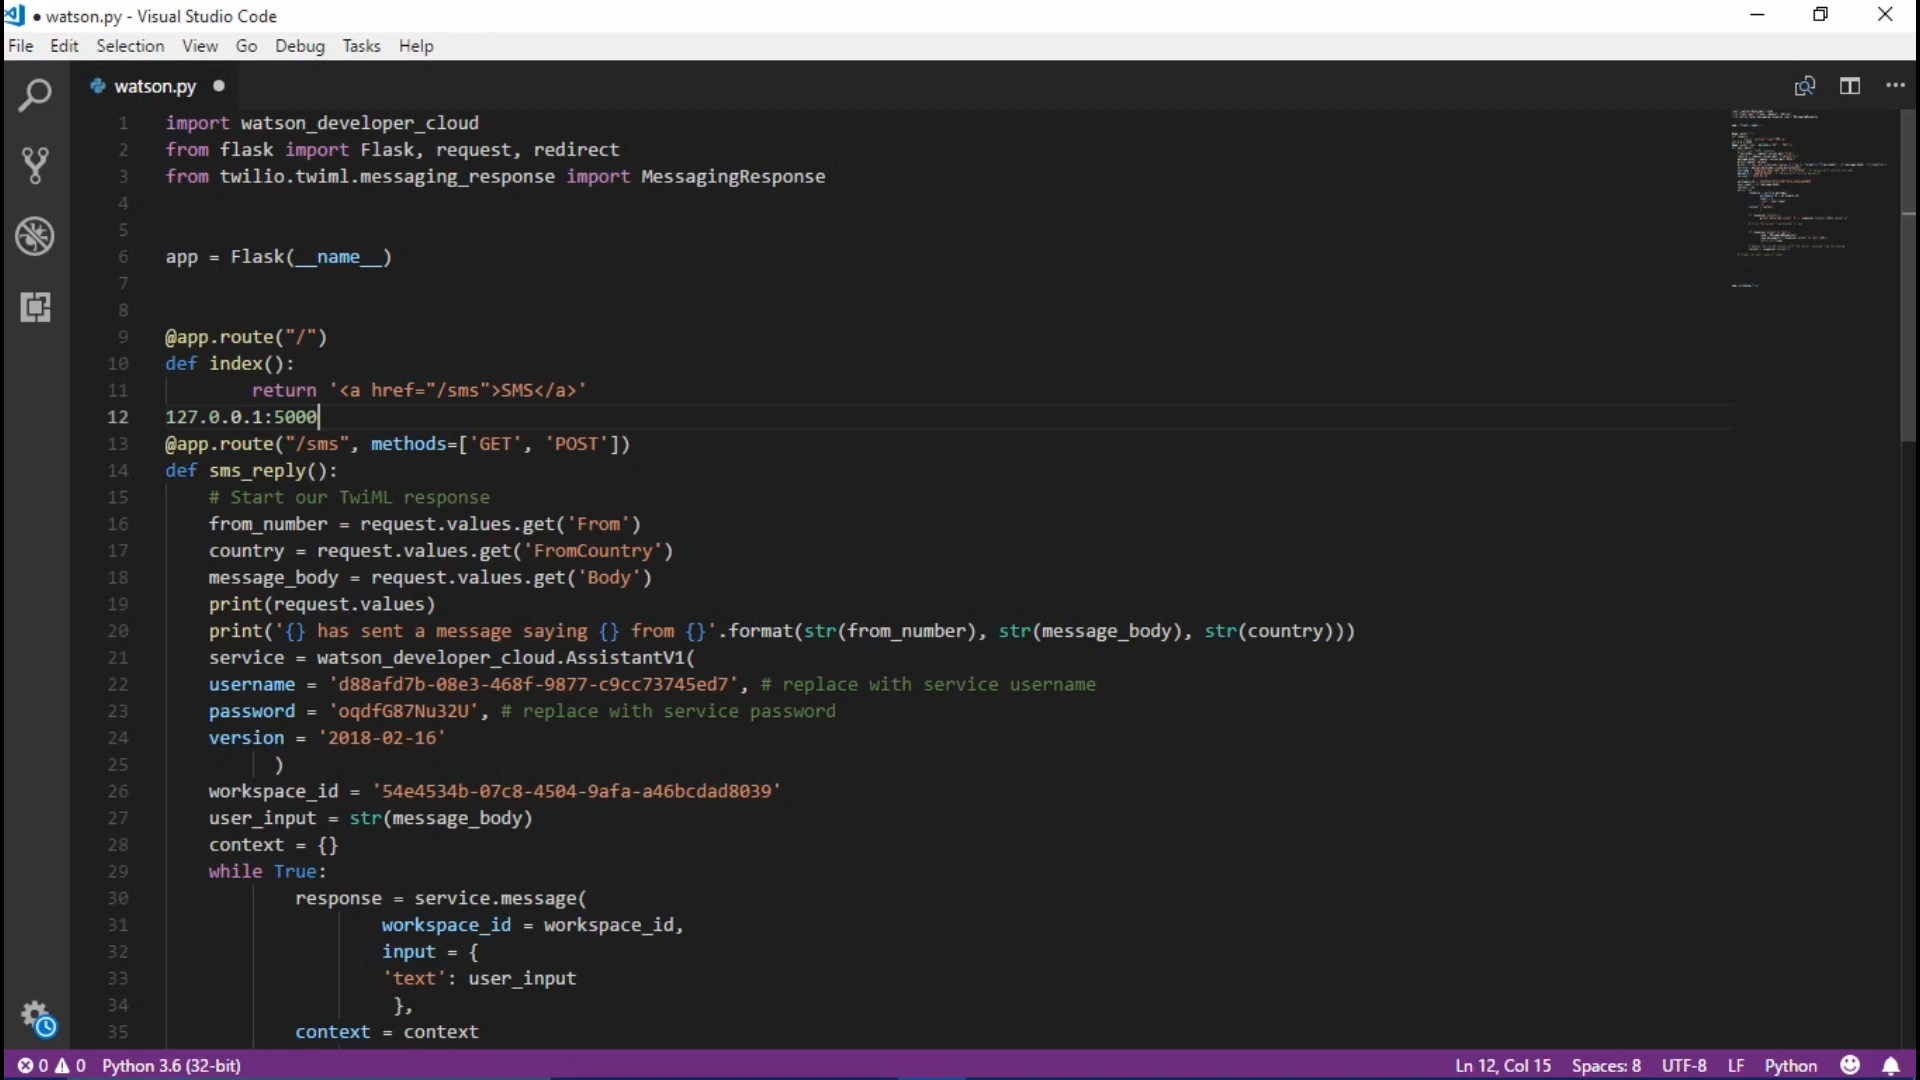 ● watson.py - Visual Studio Code
File Edit Selection View Go Debug Tasks Help
watson.py ●
1 import watson_developer_cloud
2 from flask import Flask, request, redirect
3 from twilio.twiml.messaging_response import MessagingResponse
4
5
6 app = Flask(__name__)
7
8
9 @app.route("/")
10 def index():
11 return '<a href="/sms">SMS</a>'
12 127.0.0.1:5000
13 @app.route("/sms", methods=['GET', 'POST'])
14 def sms_reply():
15 # Start our TwiML response
16 from_number = request.values.get('From')
17 country = request.values.get('FromCountry')
18 message_body = request.values.get('Body')
19 print(request.values)
20 print('{} has sent a message saying {} from {}'.format(str(from_number), str(message_body), str(country)))
21 service = watson_developer_cloud.AssistantV1(
22 username = 'd88afd7b-08e3-468f-9877-c9cc73745ed7', # replace with service username
23 password = 'oqdfG87Nu32U', # replace with service password
24 version = '2018-02-16'
25 )
26 workspace_id = '54e4534b-07c8-4504-9afa-a46bcdad8039'
27 user_input = str(message_body)
28 context = {}
29 while True:
30 response = service.message(
31 workspace_id = workspace_id,
32 input = {
33 'text': user_input
34 },
35 context = context
0 0 Python 3.6 (32-bit) Ln 12, Col 15 Spaces: 8 UTF-8 LF Python